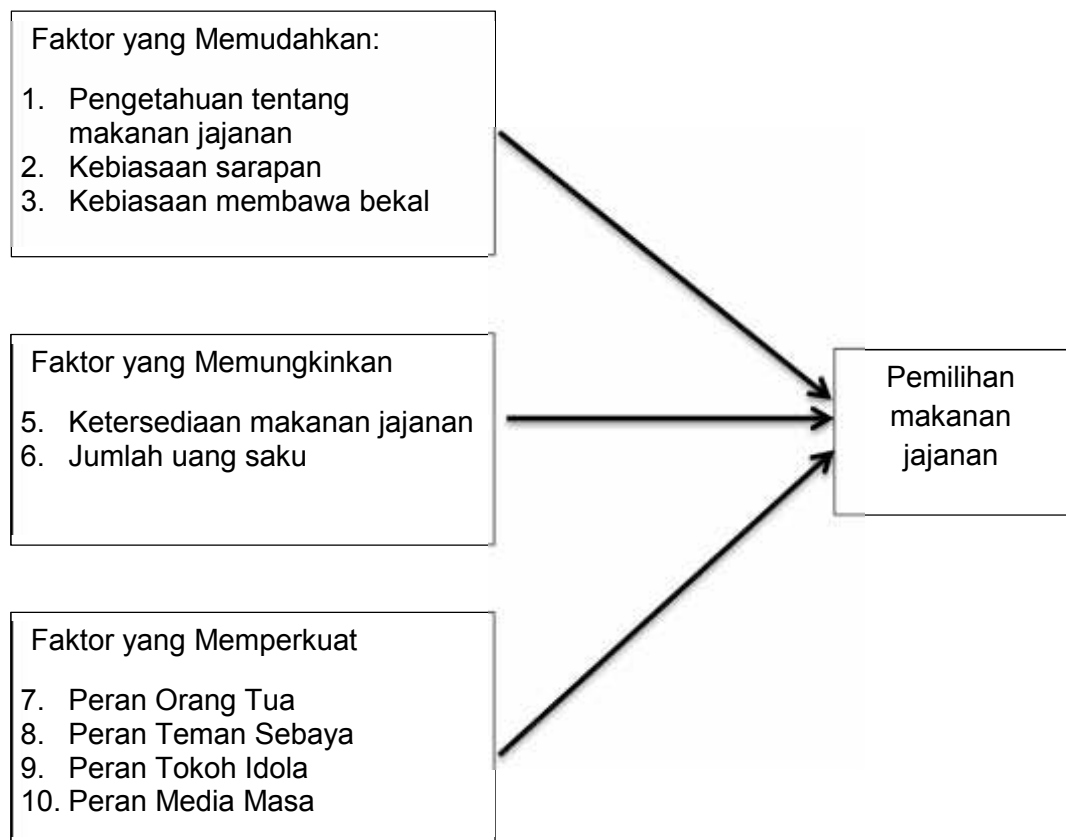 Faktor yang Memudahkan:
1. Pengetahuan tentang
makanan jajanan
2. Kebiasaan sarapan
3. Kebiasaan membawa bekal
Faktor yang Memungkinkan
5. Ketersediaan makanan jajanan
6. Jumlah uang saku
Faktor yang Memperkuat
7. Peran Orang Tua
8. Peran Teman Sebaya
9. Peran Tokoh Idola
10. Peran Media Masa
Pemilihan
makanan
jajanan